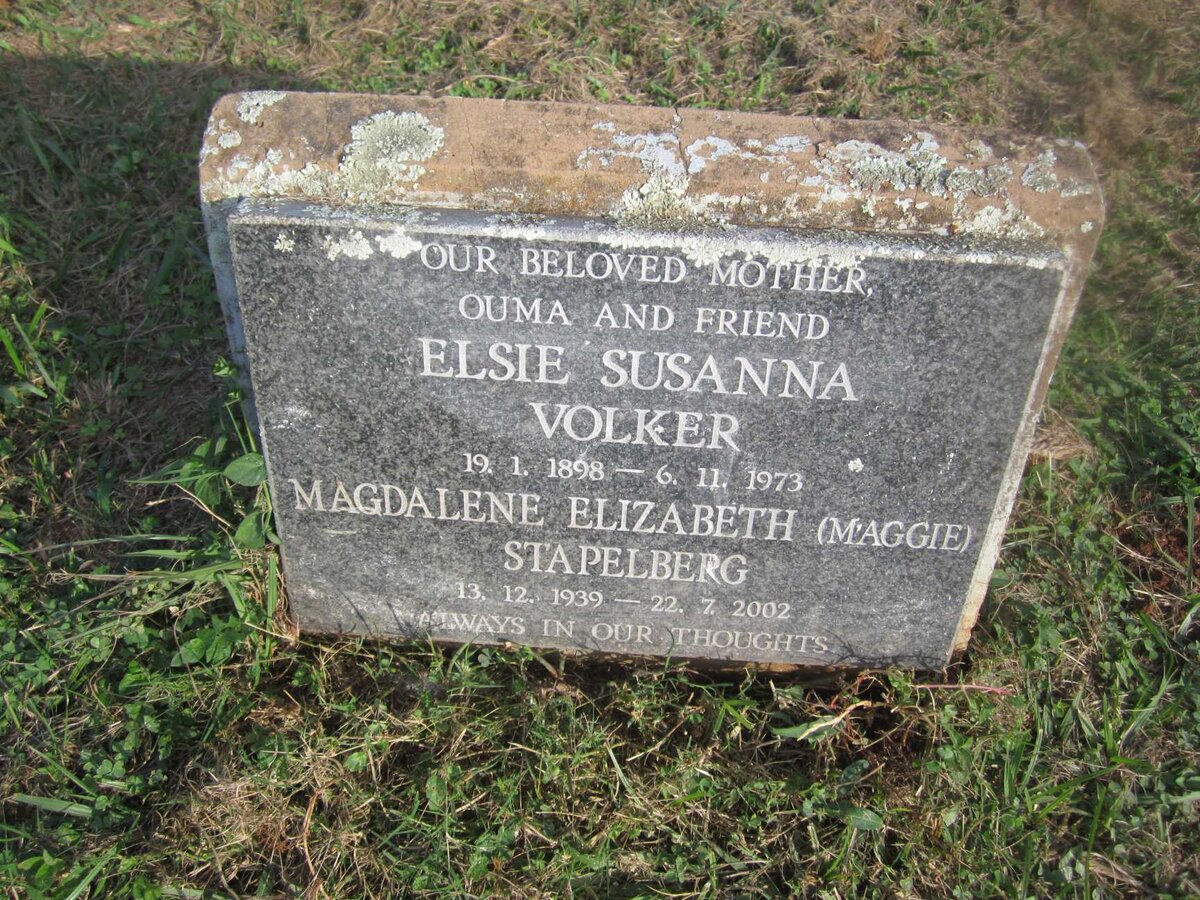 OUR BELOVED MOTHER,
OUMA AND FRIEND
ELSIE SUSANNA
VOLKER
19. 1. 1898 — 6. 11. 1973
MAGDALENE ELIZABETH (MAGGIE)
STAPELBERG
13. 12. 1939 — 22. 7. 2002
ALWAYS IN OUR THOUGHTS